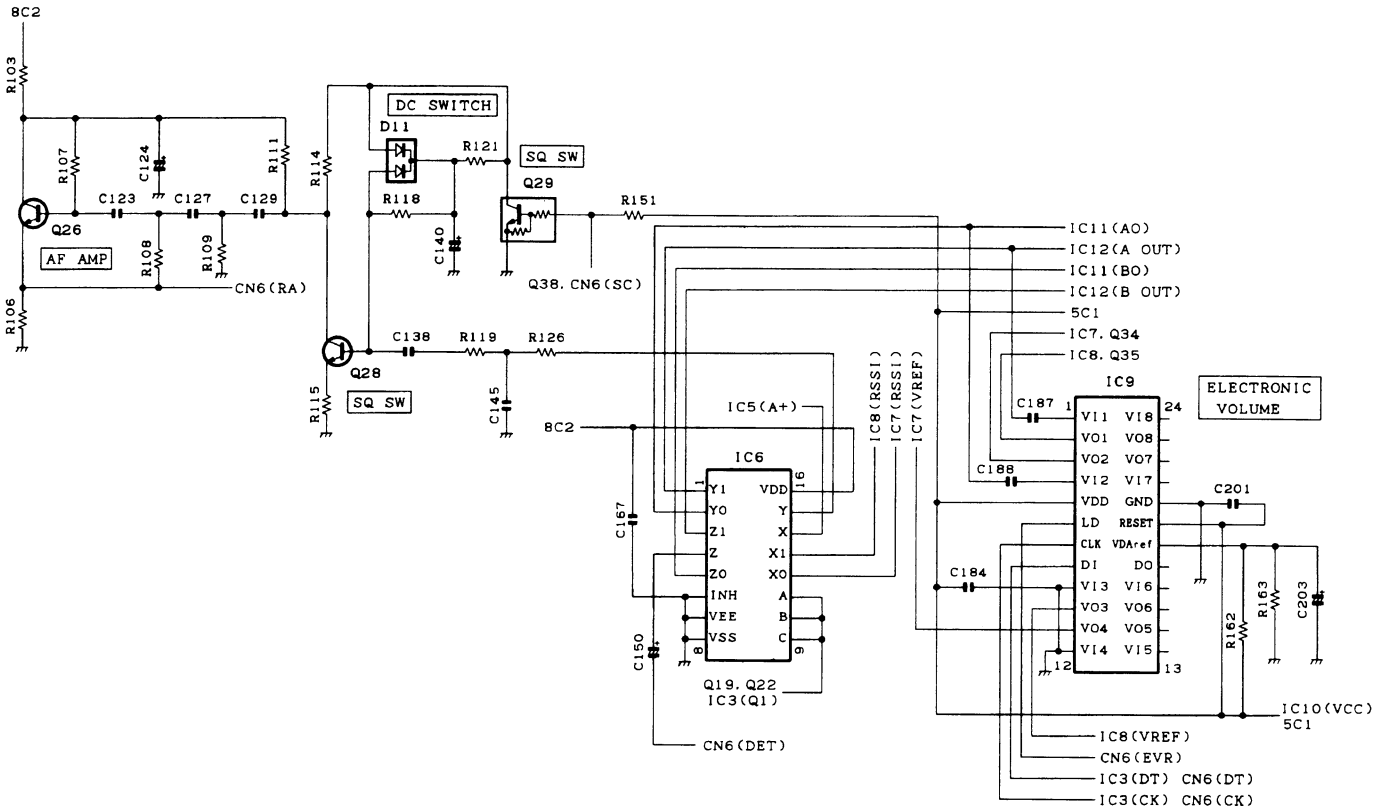 8C2
R103
R107
C124
R111
R114
DC SWITCH
D11
R121
SQ SW
Q29
C123
C127
C129
R118
R151
Q26
AF AMP
R108
R109
C140
CN6(RA)
R106
Q38, CN6(SC)
IC11(AO)
IC12(A OUT)
IC11(BO)
IC12(B OUT)
5C1
IC7, Q34
IC8, Q35
C138
R119
R126
Q28
SQ SW
R115
C145
IC5(A+)
IC8(RSSI)
IC7(RSSI)
IC7(VREF)
IC9
ELECTRONIC
VOLUME
8C2
IC6
C167
C150
1
16
Y1
VDD
Y0
Y
Z1
X
Z
X1
Z0
X0
INH
A
VEE
B
VSS
C
8
9
Q19, Q22
IC3(Q1)
CN6(DET)
C187
C188
C184
1
24
VI1
VI8
VO1
VO8
VO2
VO7
VI2
VI7
VDD
GND
LD
RESET
CLK
VDAref
DI
DO
VI3
VI6
VO3
VO6
VO4
VO5
VI4
VI5
12
13
C201
R162
R163
C203
IC10(VCC)
5C1
IC8(VREF)
CN6(EVR)
IC3(DT) CN6(DT)
IC3(CK) CN6(CK)